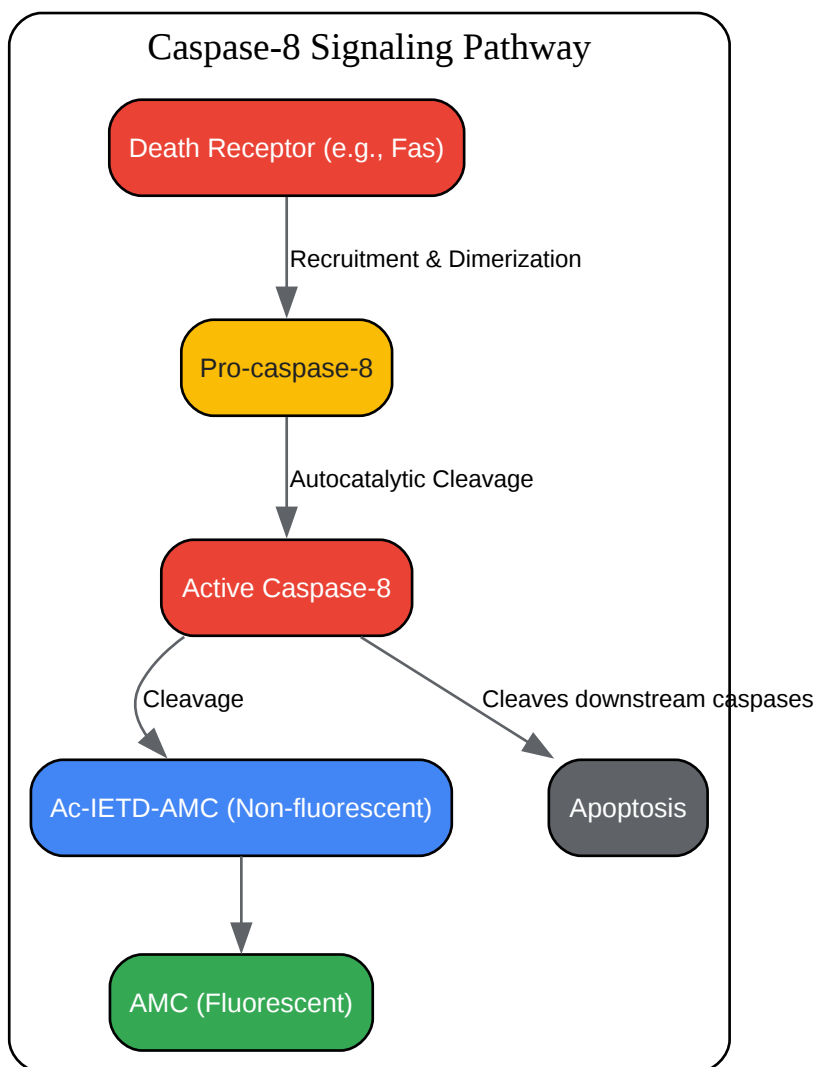 Caspase-8 Signaling Pathway
Death Receptor (e.g., Fas)
Recruitment & Dimerization
Pro-caspase-8
Autocatalytic Cleavage
Active Caspase-8
Cleavage
Cleaves downstream caspases
Ac-IETD-AMC (Non-fluorescent)
Apoptosis
AMC (Fluorescent)